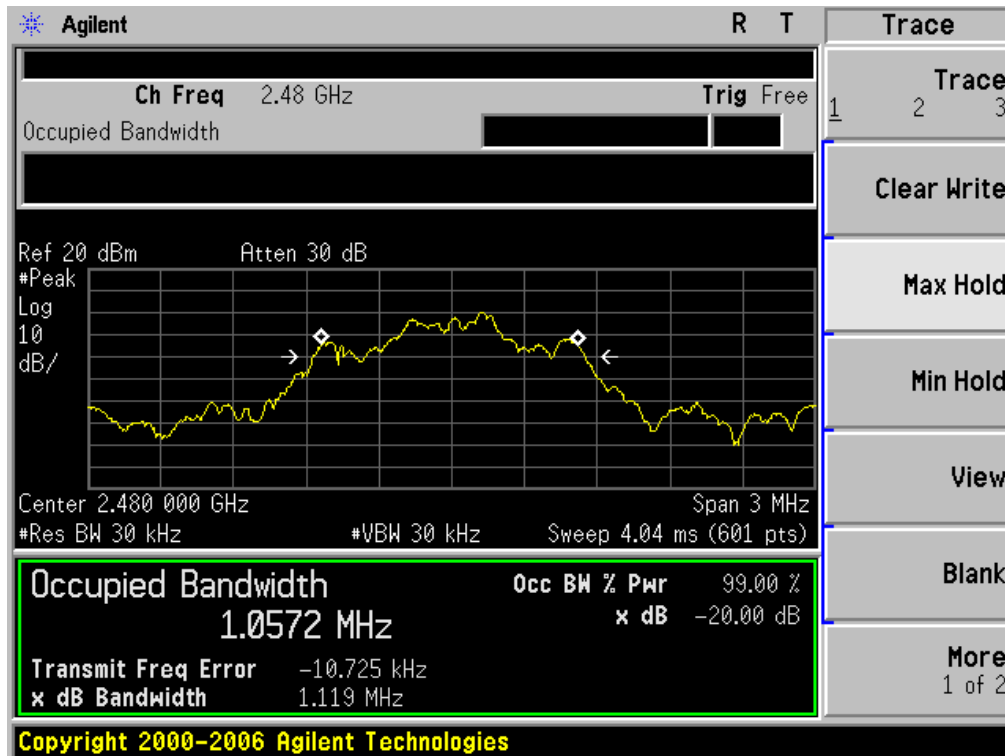 Agilent R T Trace
Ch Freq 2.48 GHz Trig Free
Occupied Bandwidth
Trace
1 2 3
Clear Write
Max Hold
Min Hold
View
Blank
More
1 of 2
Ref 20 dBm Atten 30 dB
#Peak
Log
10
dB/
Center 2.480 000 GHz Span 3 MHz
#Res BW 30 kHz #VBW 30 kHz Sweep 4.04 ms (601 pts)
Occupied Bandwidth Occ BW % Pwr 99.00 %
1.0572 MHz x dB -20.00 dB
Transmit Freq Error -10.725 kHz
x dB Bandwidth 1.119 MHz
Copyright 2000-2006 Agilent Technologies